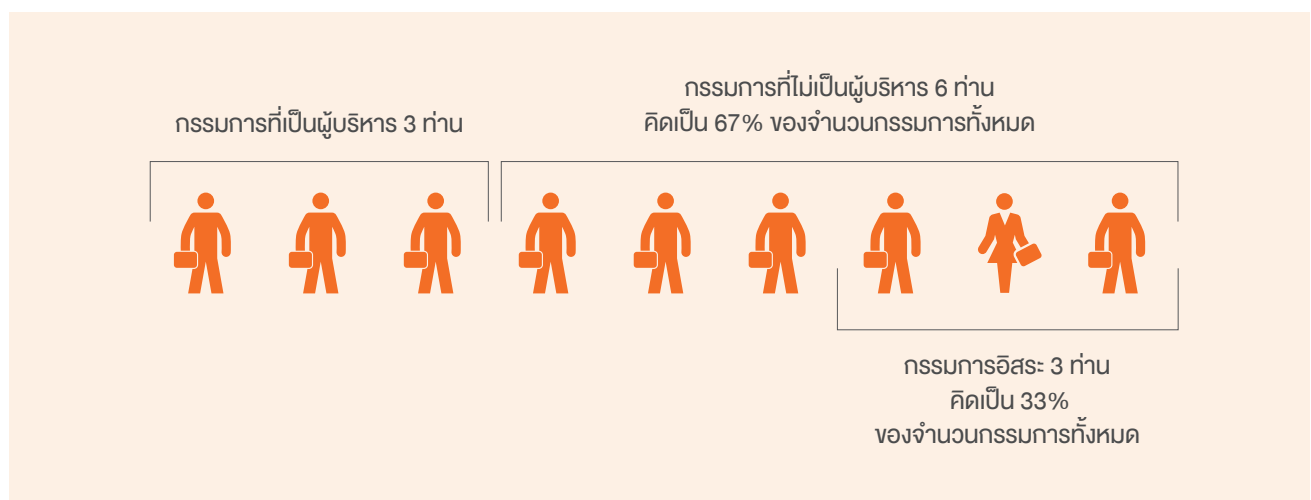 กรรมการที่เป็นผู้บริหาร 3 ท่าน
กรรมการที่ไม่เป็นผู้บริหาร 6 ท่าน
คิดเป็น 67% ของจำนวนกรรมการทั้งหมด
กรรมการอิสระ 3 ท่าน
คิดเป็น 33%
ของจำนวนกรรมการทั้งหมด